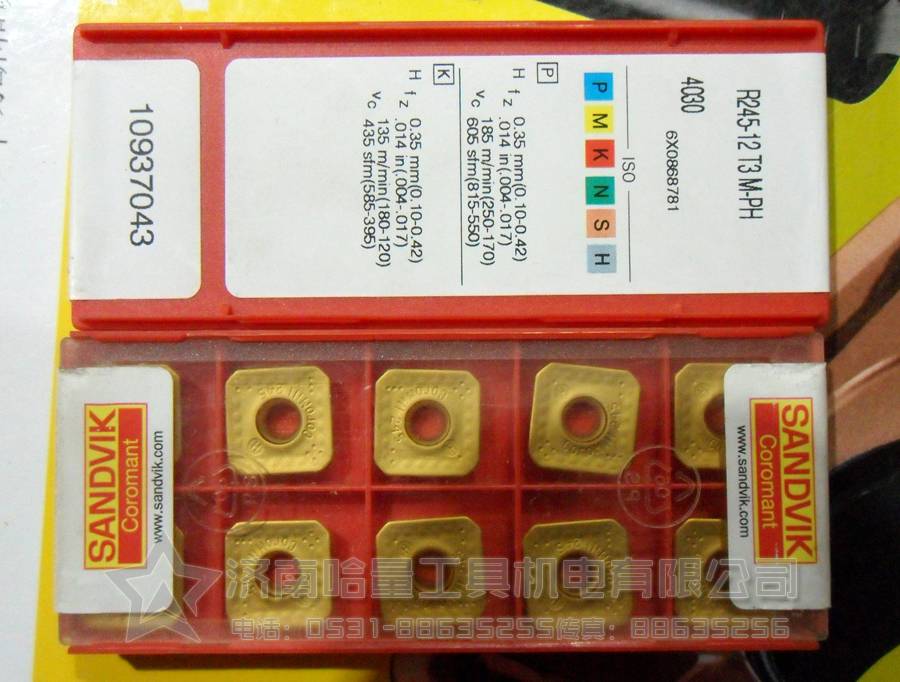 R245-12 T3 M-PH
4030
6X0868781
ISO
P M K N S H
P
H
fz 0.35 mm(0.10-0.42)
.014 in(.004-.017)
vc 185 m/min(250-170)
605 sfm(815-550)
K
H
fz 0.35 mm(0.10-0.42)
.014 in(.004-.017)
vc 135 m/min(180-120)
435 sfm(585-395)
10937043
SANDVIK
Coromant
www.sandvik.com
SANDVIK
Coromant
www.sandvik.com
济南哈量工具机电有限公司
电话：0531-88635255传真：88635256